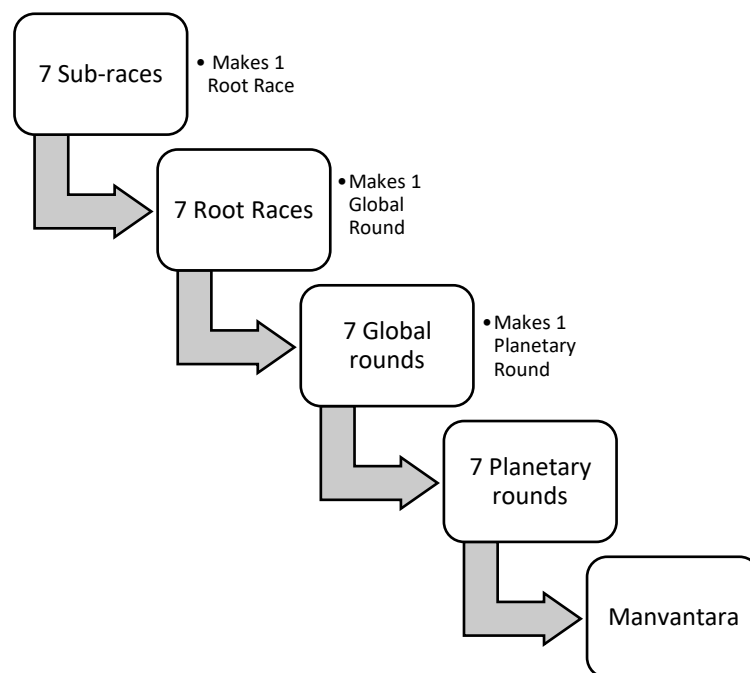 7 Sub-races
• Makes 1
Root Race
7 Root Races
• Makes 1
Global
Round
7 Global
rounds
• Makes 1
Planetary
Round
7 Planetary
rounds
Manvantara